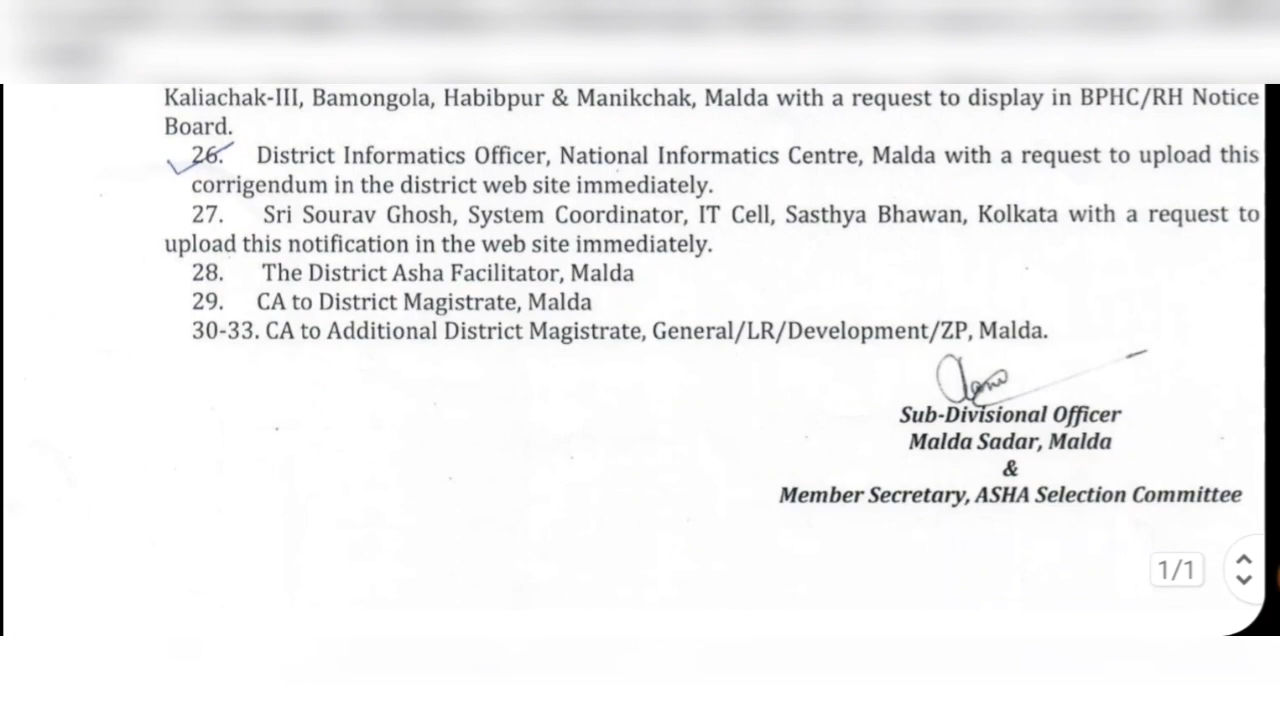 Kaliachak-III, Bamongola, Habibpur & Manikchak, Malda with a request to display in BPHC/RH Notice
Board.
26. District Informatics Officer, National Informatics Centre, Malda with a request to upload this
corrigendum in the district web site immediately.
27. Sri Sourav Ghosh, System Coordinator, IT Cell, Sasthya Bhawan, Kolkata with a request to
upload this notification in the web site immediately.
28. The District Asha Facilitator, Malda
29. CA to District Magistrate, Malda
30-33. CA to Additional District Magistrate, General/LR/Development/ZP, Malda.
Sub-Divisional Officer
Malda Sadar, Malda
&
Member Secretary, ASHA Selection Committee
1/1